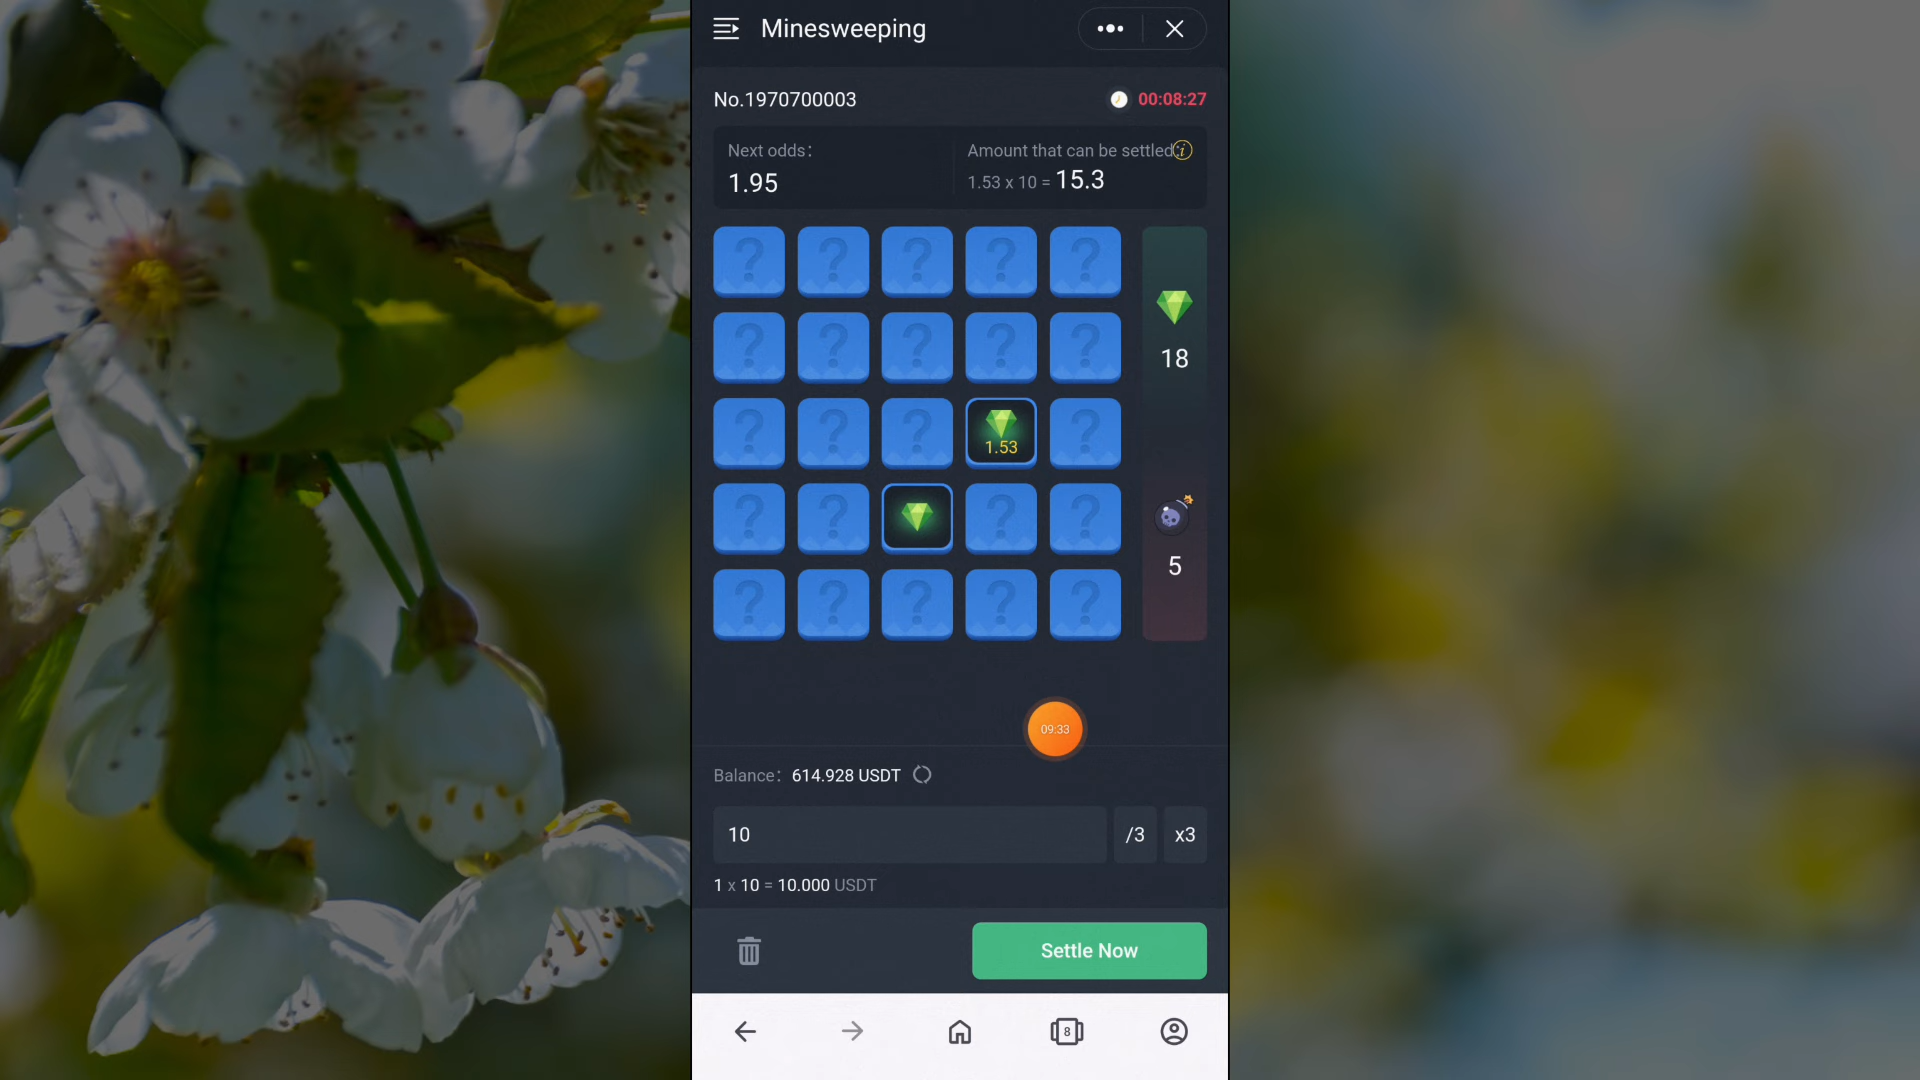 Minesweeping
No.1970700003
00:08:27
Next odds:
1.95
Amount that can be settled
1.53 x 10 = 15.3
? ? ? ? ?
? ? ? ? ?
18
? ? ? ?
1.53
? ? ? ?
5
? ? ? ? ?
09:33
Balance: 614.928 USDT
10
/3
x3
1 x 10 = 10.000 USDT
Settle Now
8